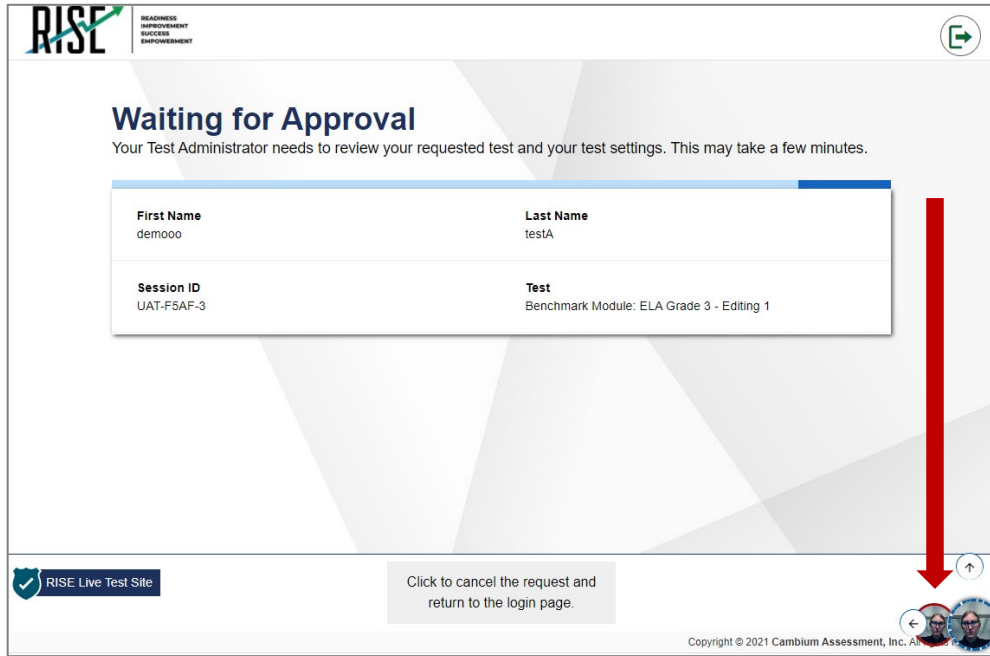 RISE
READINESS
IMPROVEMENT
SUCCESS
EMPOWERMENT
Waiting for Approval
Your Test Administrator needs to review your requested test and your test settings. This may take a few minutes.
First Name
Last Name
demooo
testA
Session ID
Test
UAT-F5AF-3
Benchmark Module: ELA Grade 3 - Editing 1
RISE Live Test Site
Click to cancel the request and
return to the login page.
Copyright © 2021 Cambium Assessment, Inc.